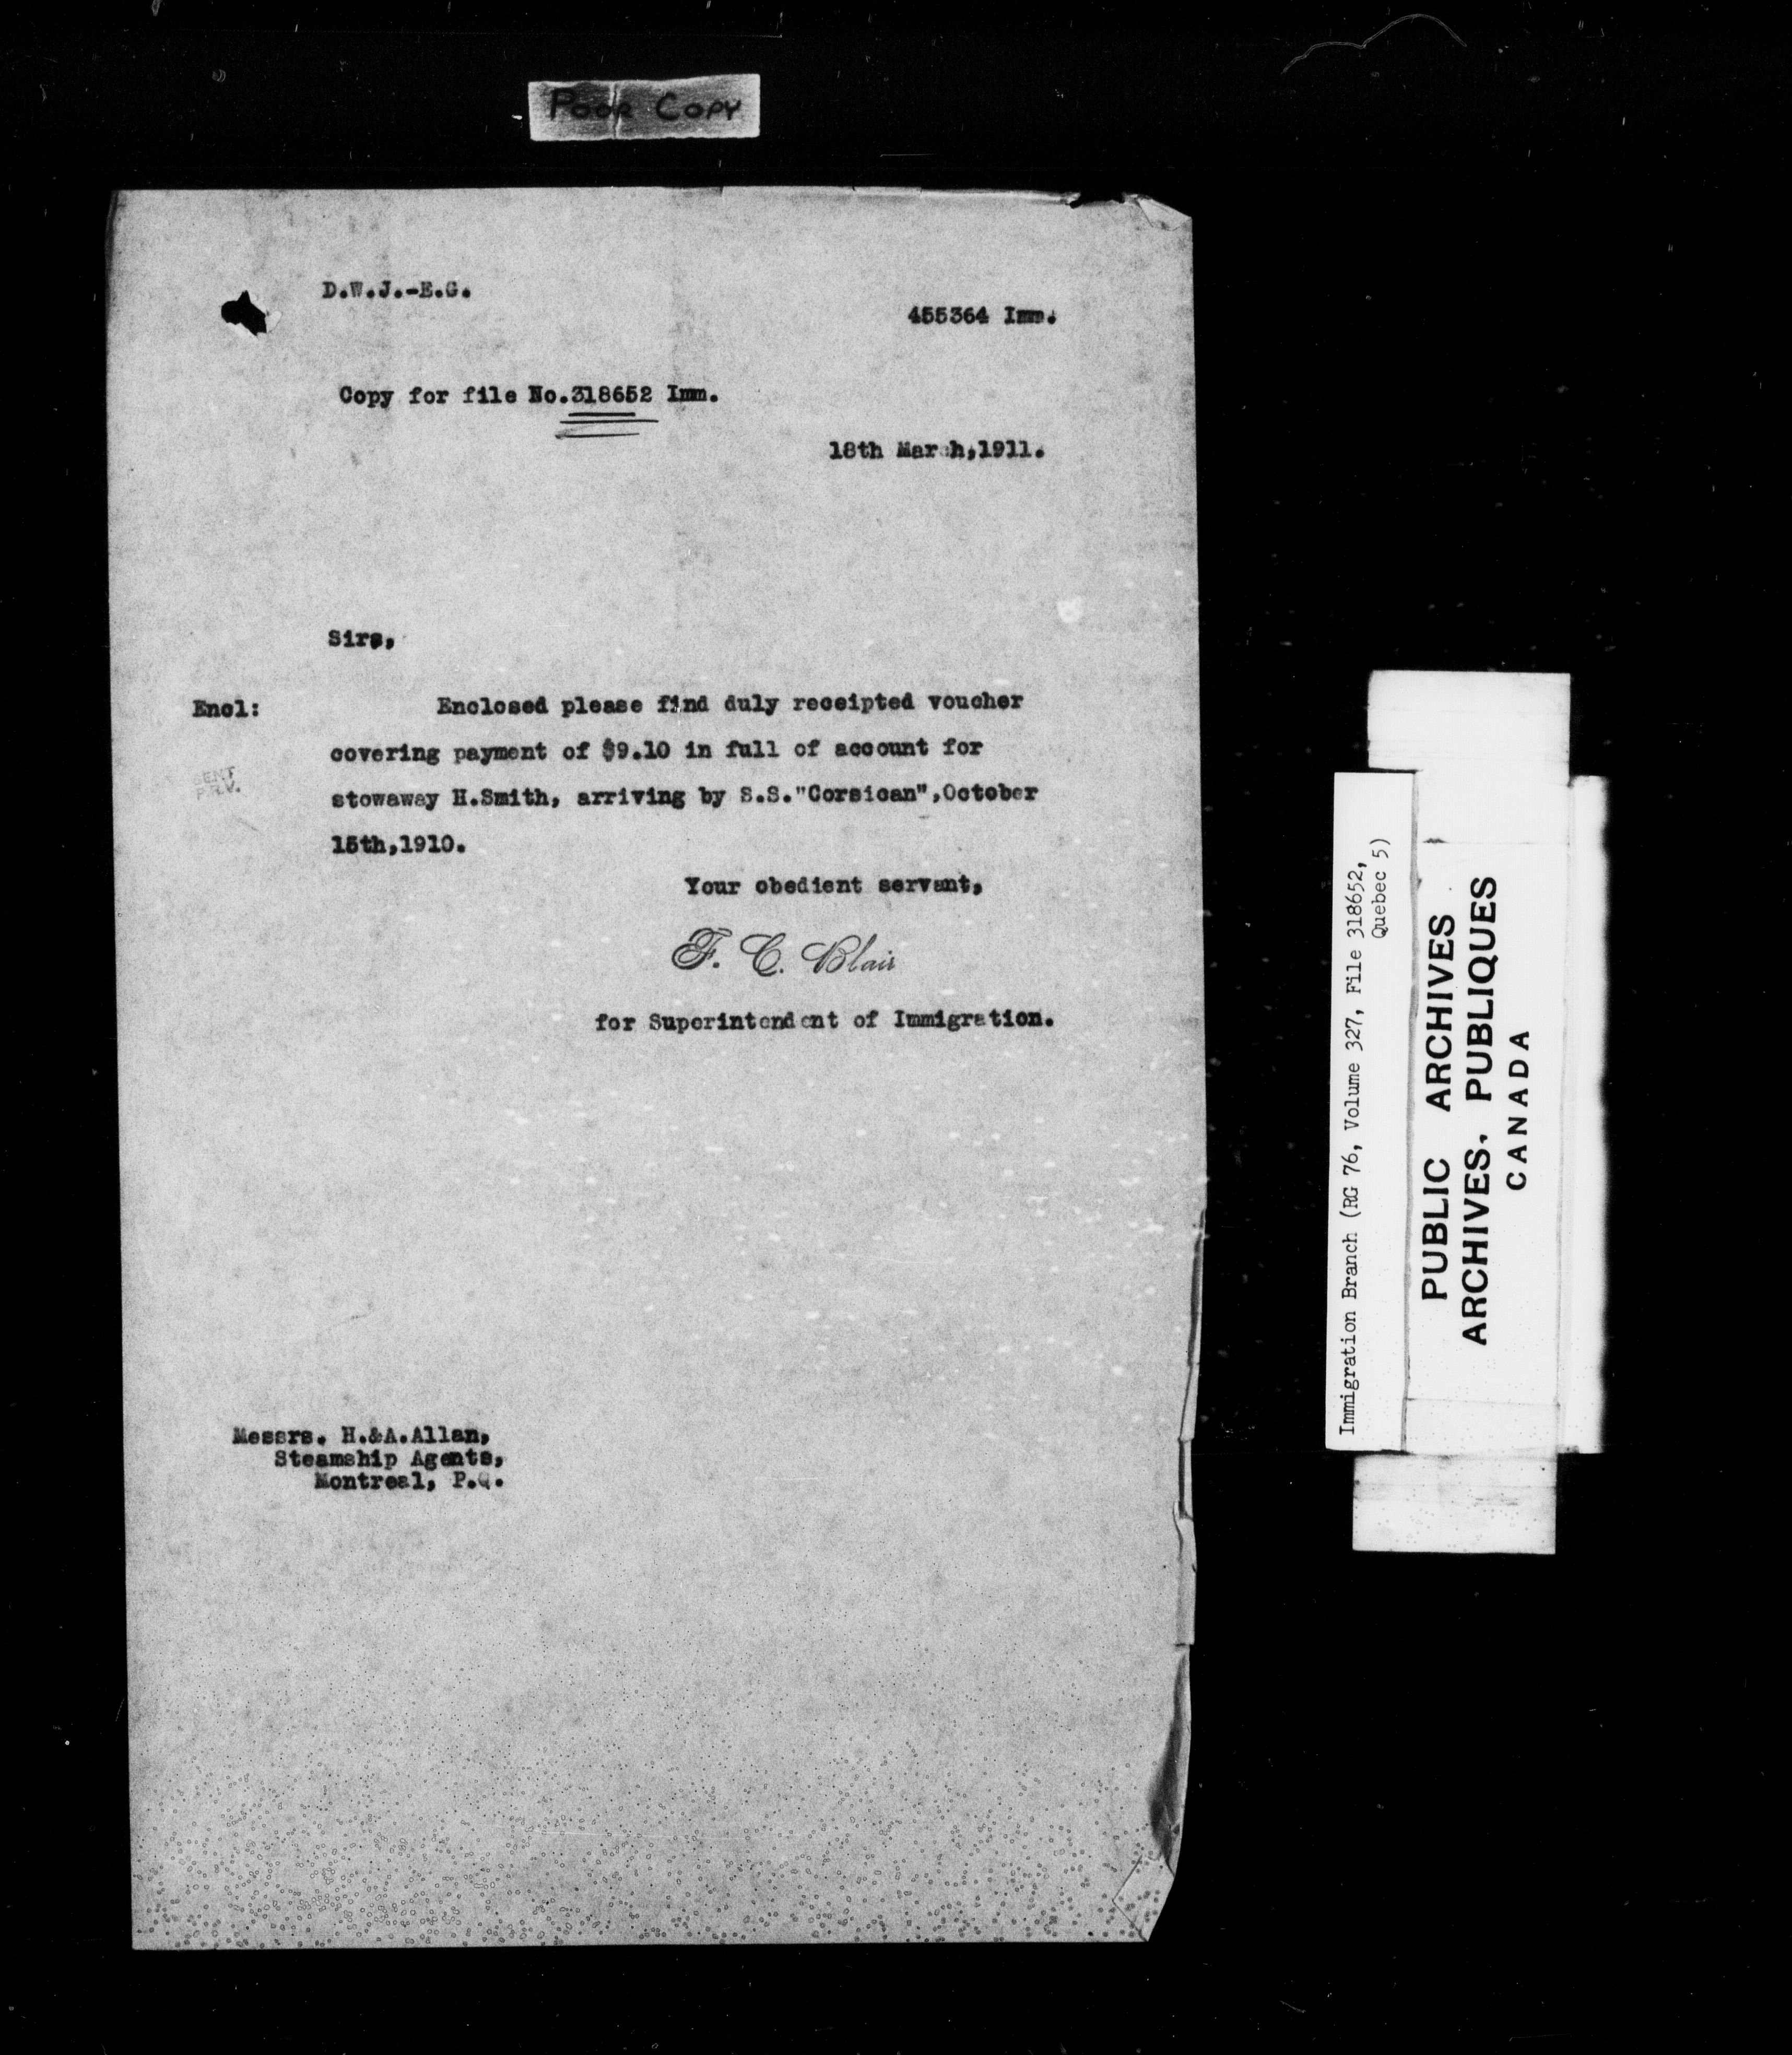 POOR COPY
D.W.J.-E.G.
455364 Imm.
Copy for file No.318652 Imm.
18th March,1911.
Sirs,
Encl: Enclosed please find duly receipted voucher
covering payment of $9.10 in full of account for
SENT
stowaway H.Smith, arriving by S.S."Corsican",October
15th,1910.
Your obedient servant,
F. C. Blair
for Superintendent of Immigration.
Messrs. H.&A.Allan,
Steamship Agents,
Montreal, P.Q.
Immigration Branch (RG 76, Volume 327, File 318652,
Quebec 5)
PUBLIC ARCHIVES
ARCHIVES PUBLIQUES
CANADA